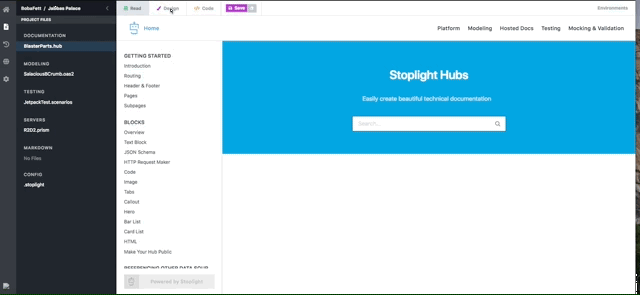 BobaFett / Jabbas Palace
Read
Design
Code
Save
Environments
PROJECT FILES
DOCUMENTATION
BlasterParts.hub
MODELING
SalaciousBCrumb.oas2
TESTING
JetpackTest.scenarios
SERVERS
R2D2.prism
MARKDOWN
No Files
CONFIG
.stoplight
Home
Platform
Modeling
Hosted Docs
Testing
Mocking & Validation
GETTING STARTED
Introduction
Routing
Header & Footer
Pages
Subpages
BLOCKS
Overview
Text Block
JSON Schema
HTTP Request Maker
Code
Image
Tabs
Callout
Hero
Bar List
Card List
HTML
Make Your Hub Public
REFERENCING OTHER DATA SOUR
Powered by Stoplight
Stoplight Hubs
Easily create beautiful technical documentation
Search...